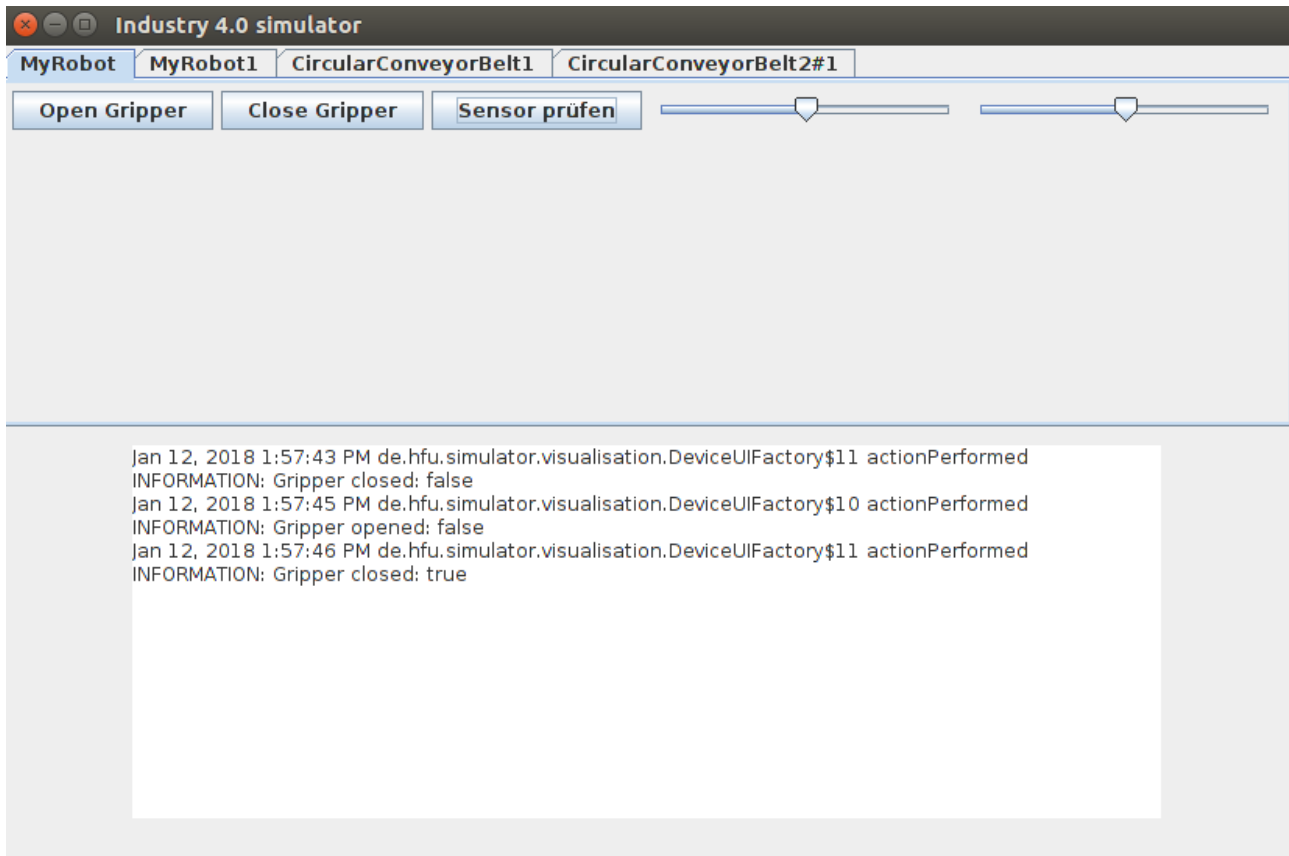 Industry 4.0 simulator
MyRobot MyRobot1 CircularConveyorBelt1 CircularConveyorBelt2#1
Open Gripper Close Gripper Sensor prüfen
Jan 12, 2018 1:57:43 PM de.hfu.simulator.visualisation.DeviceUIFactory$11 actionPerformed
INFORMATION: Gripper closed: false
Jan 12, 2018 1:57:45 PM de.hfu.simulator.visualisation.DeviceUIFactory$10 actionPerformed
INFORMATION: Gripper opened: false
Jan 12, 2018 1:57:46 PM de.hfu.simulator.visualisation.DeviceUIFactory$11 actionPerformed
INFORMATION: Gripper closed: true